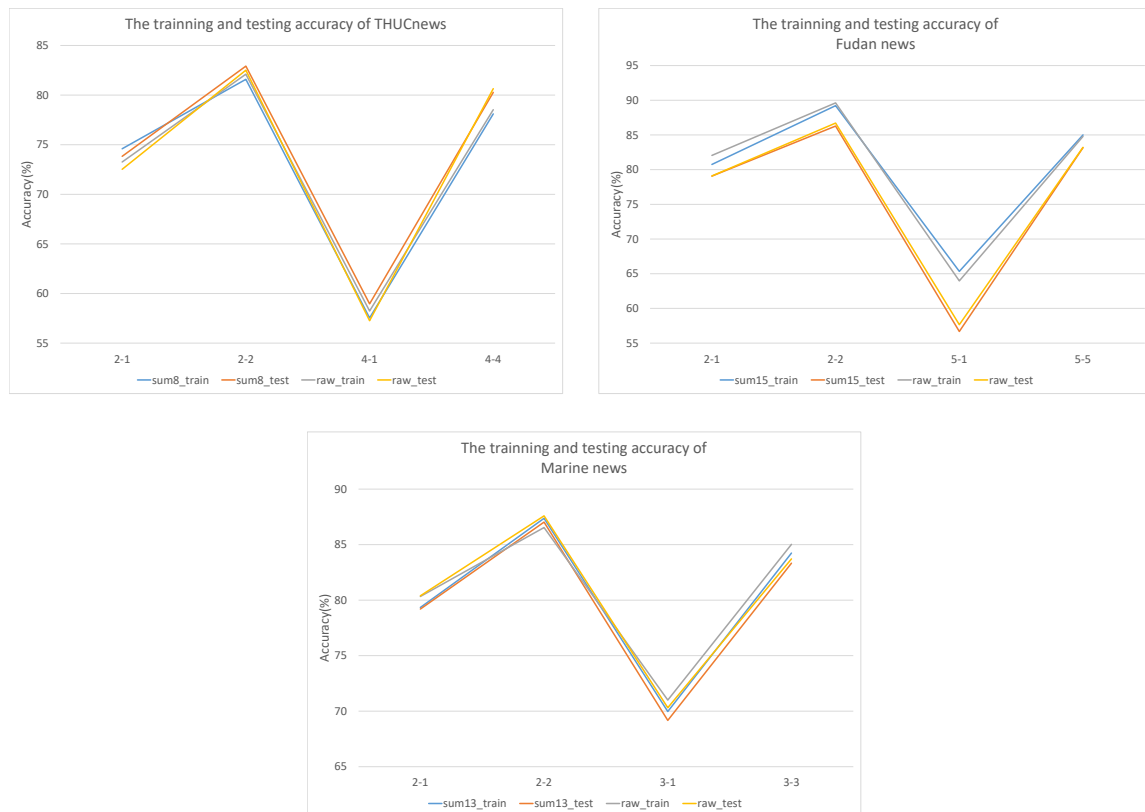 The trainning and testing accuracy of THUCnews
85
80
75
70
65
60
55
Accuracy(%)
2-1 2-2 4-1 4-4
sum8_train sum8_test raw_train raw_test
The trainning and testing accuracy of
Fudan news
95
90
85
80
75
70
65
60
55
Accuracy(%)
2-1 2-2 5-1 5-5
sum15_train sum15_test raw_train raw_test
The trainning and testing accuracy of
Marine news
90
85
80
75
70
65
Accuracy(%)
2-1 2-2 3-1 3-3
sum13_train sum13_test raw_train raw_test